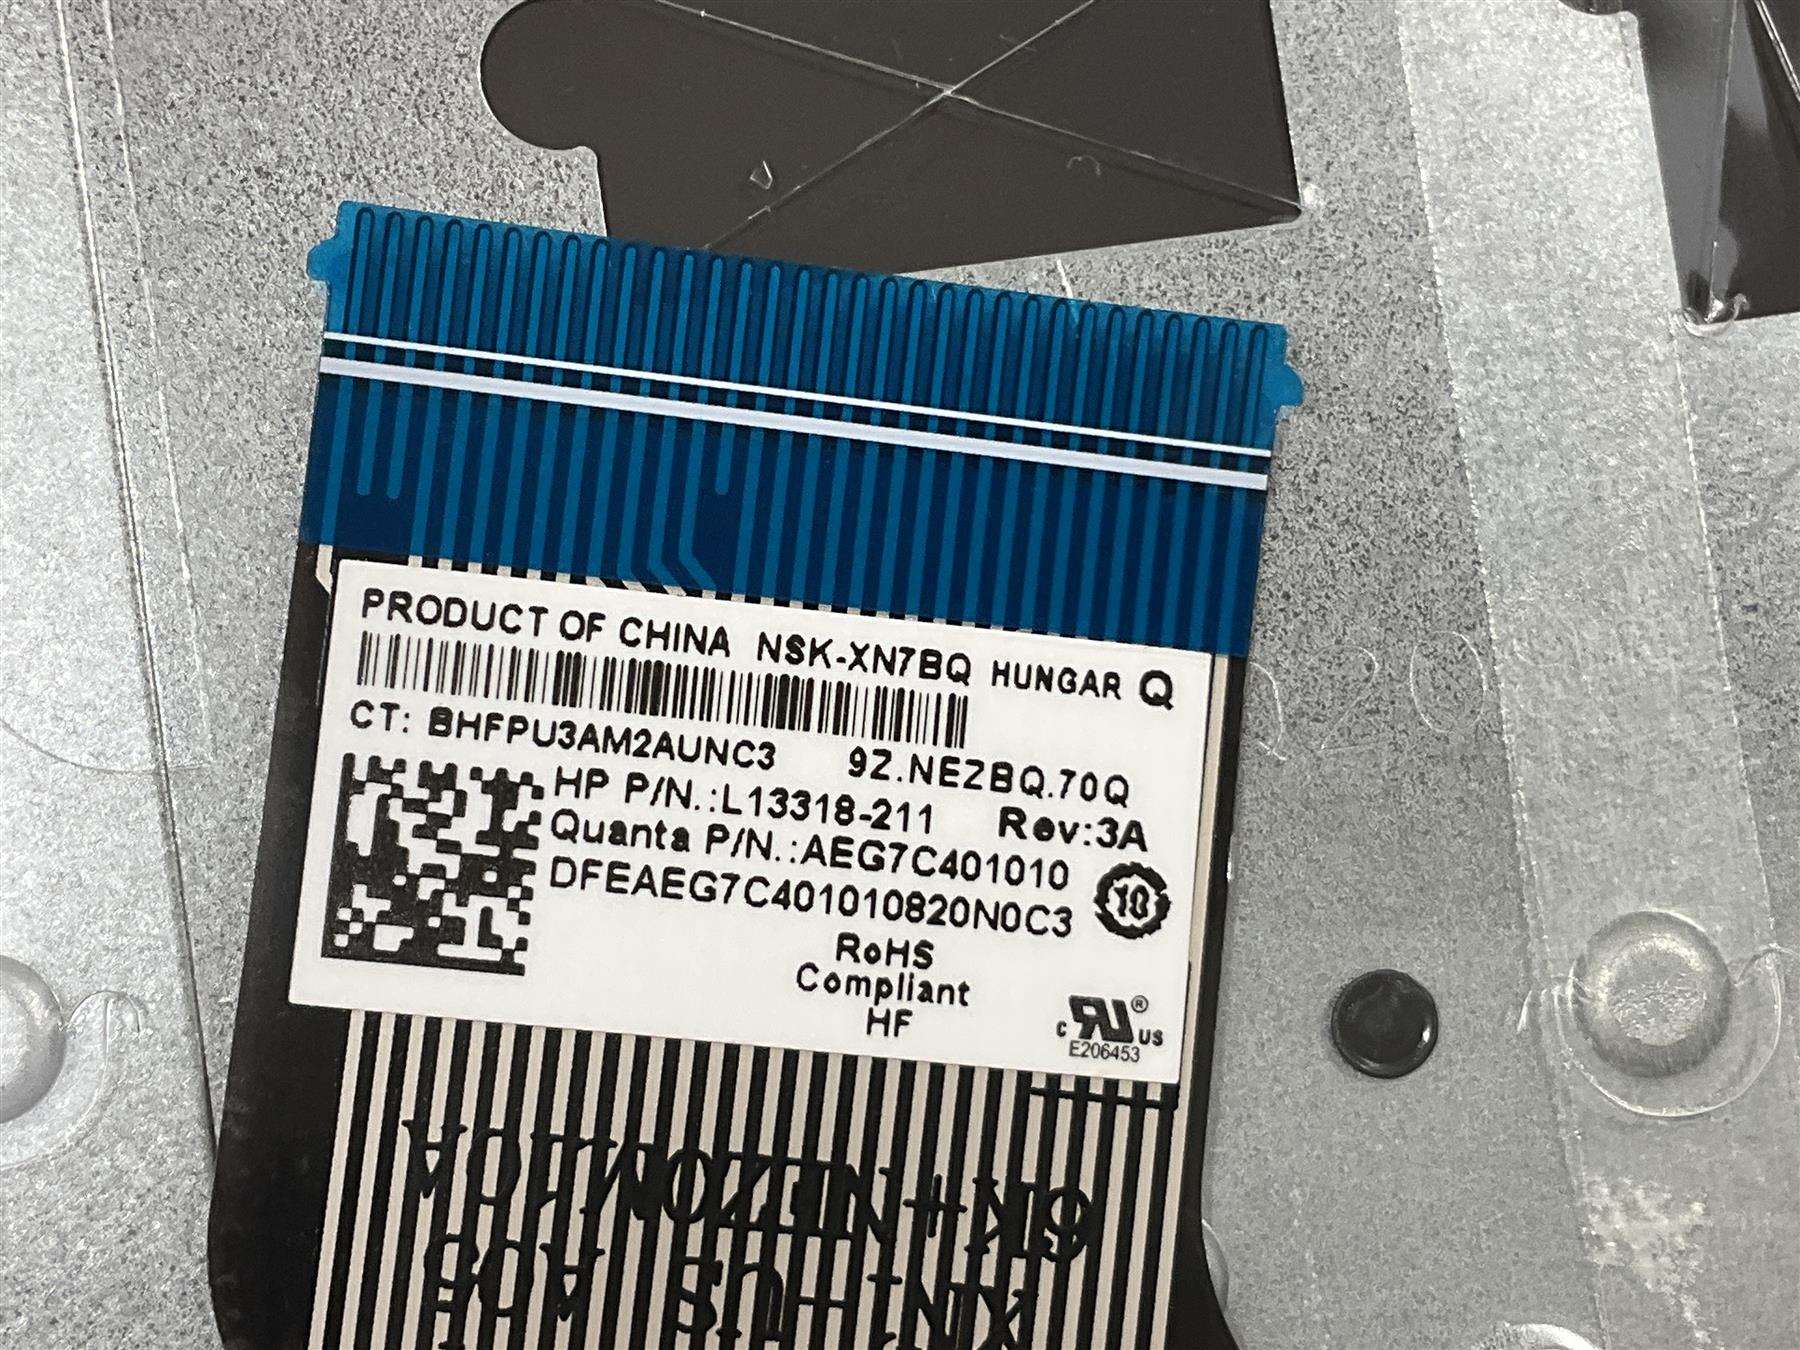 PRODUCT OF CHINA NSK-XN7BQ HUNGAR Q
CT: BHFPU3AM2AUNC3 9Z.NEZBQ.70Q
HP P/N.:L13318-211 Rev:3A
Quanta P/N.:AEG7C401010
DFEAEG7C401010820N0C3
10
RoHS
Compliant
HF
c RU ® US
E206453